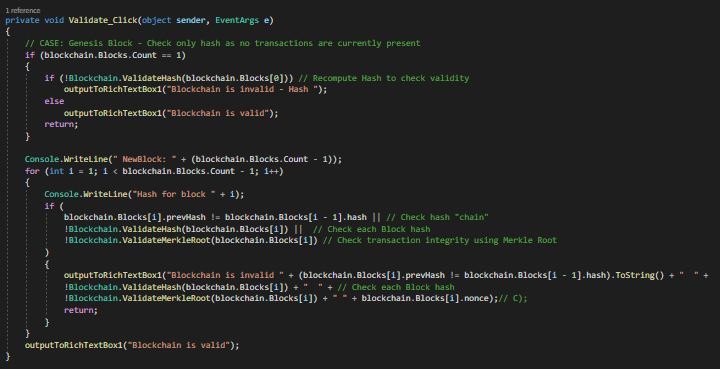 1 reference
private void Validate_Click(object sender, EventArgs e)
{
// CASE: Genesis Block - Check only hash as no transactions are currently present
if (blockchain.Blocks.Count == 1)
{
if (!Blockchain.ValidateHash(blockchain.Blocks[0])) // Recompute Hash to check validity
outputToRichTextBox1("Blockchain is invalid - Hash ");
else
outputToRichTextBox1("Blockchain is valid");
return;
}
Console.WriteLine(" NewBlock: " + (blockchain.Blocks.Count - 1));
for (int i = 1; i < blockchain.Blocks.Count - 1; i++)
{
Console.WriteLine("Hash for block " + i);
if (
blockchain.Blocks[i].prevHash != blockchain.Blocks[i - 1].hash || // Check hash "chain"
!Blockchain.ValidateHash(blockchain.Blocks[i]) || // Check each Block hash
!Blockchain.ValidateMerkleRoot(blockchain.Blocks[i]) // Check transaction integrity using Merkle Root
)
{
outputToRichTextBox1("Blockchain is invalid " + (blockchain.Blocks[i].prevHash != blockchain.Blocks[i - 1].hash).ToString() + "  " +
!Blockchain.ValidateHash(blockchain.Blocks[i]) + "  " + // Check each Block hash
!Blockchain.ValidateMerkleRoot(blockchain.Blocks[i]) + " " + blockchain.Blocks[i].nonce);// C);
return;
}
}
outputToRichTextBox1("Blockchain is valid");
}